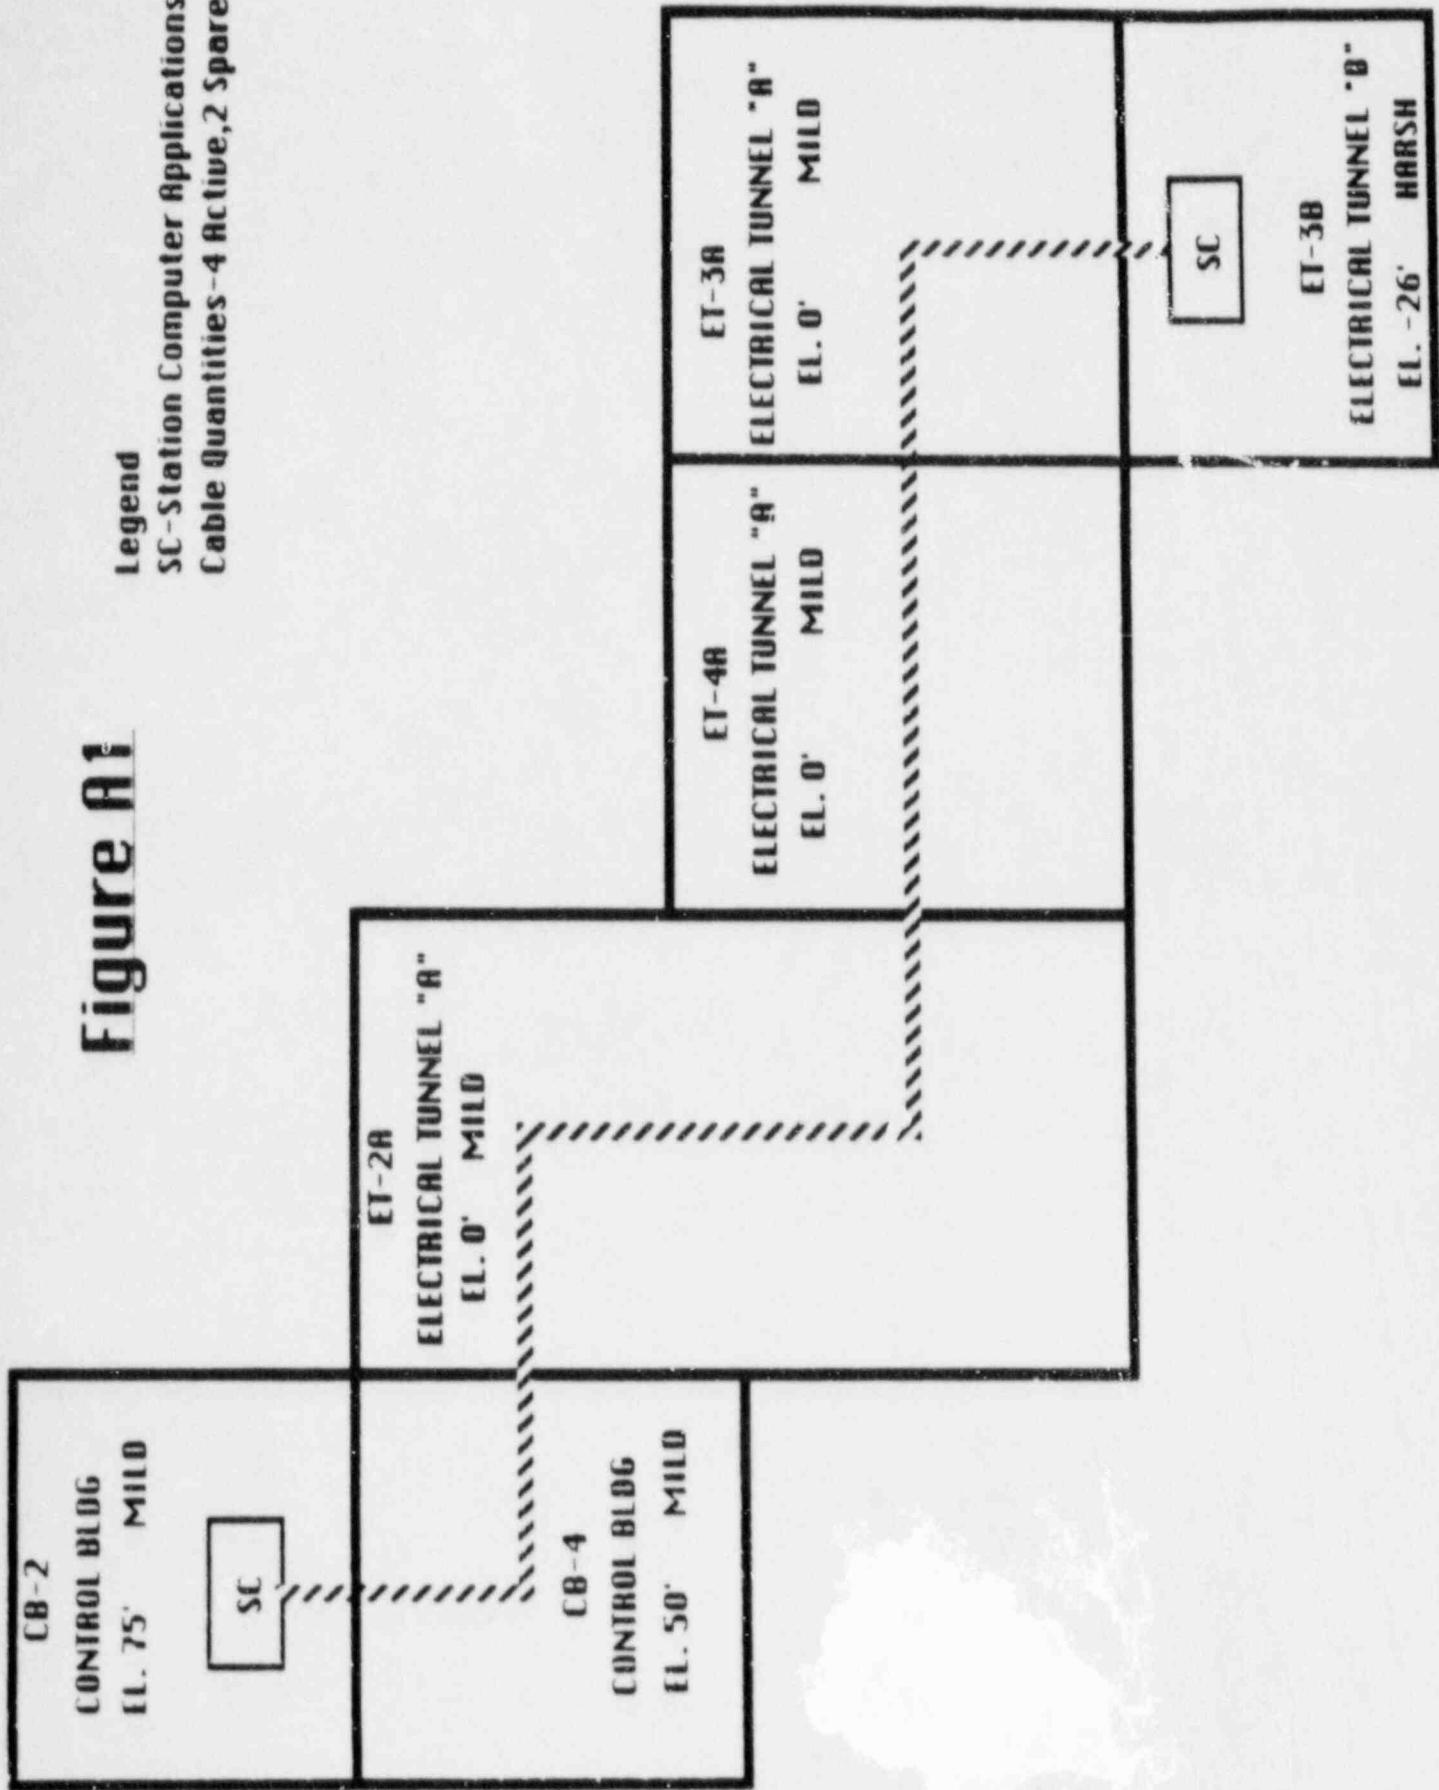 Figure A1
Legend
SC-Station Computer Applications
Cable Quantities-4 Active,2 Spare
CB-2
CONTROL BLDG
EL. 75' MILD
SC
CB-4
CONTROL BLDG
EL. 50' MILD
ET-2A
ELECTRICAL TUNNEL "A"
EL. 0' MILD
ET-4A
ELECTRICAL TUNNEL "A"
EL. 0' MILD
ET-3A
ELECTRICAL TUNNEL "A"
EL. 0' MILD
SC
ET-3B
ELECTRICAL TUNNEL "B"
EL. -26' HARSH